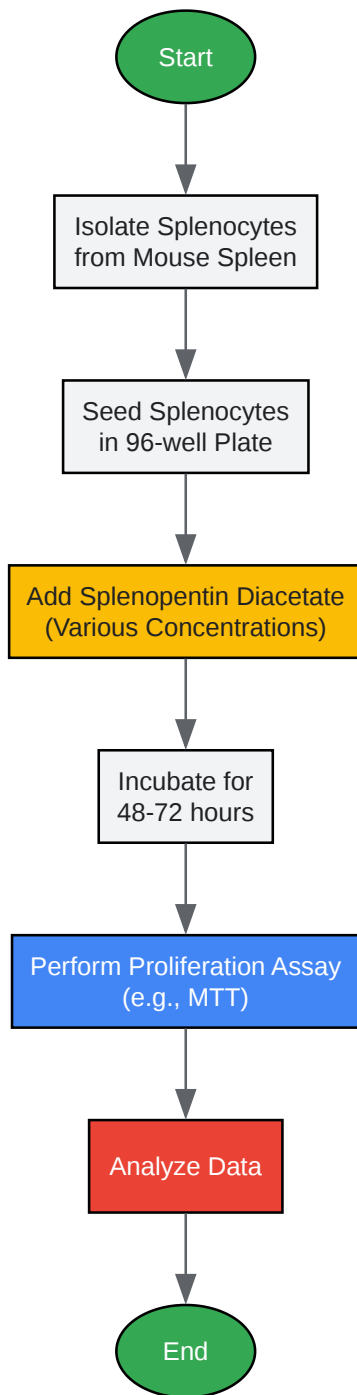 Start
Isolate Splenocytes
from Mouse Spleen
Seed Splenocytes
in 96-well Plate
Add Splenopentin Diacetate
(Various Concentrations)
Incubate for
48-72 hours
Perform Proliferation Assay
(e.g., MTT)
Analyze Data
End